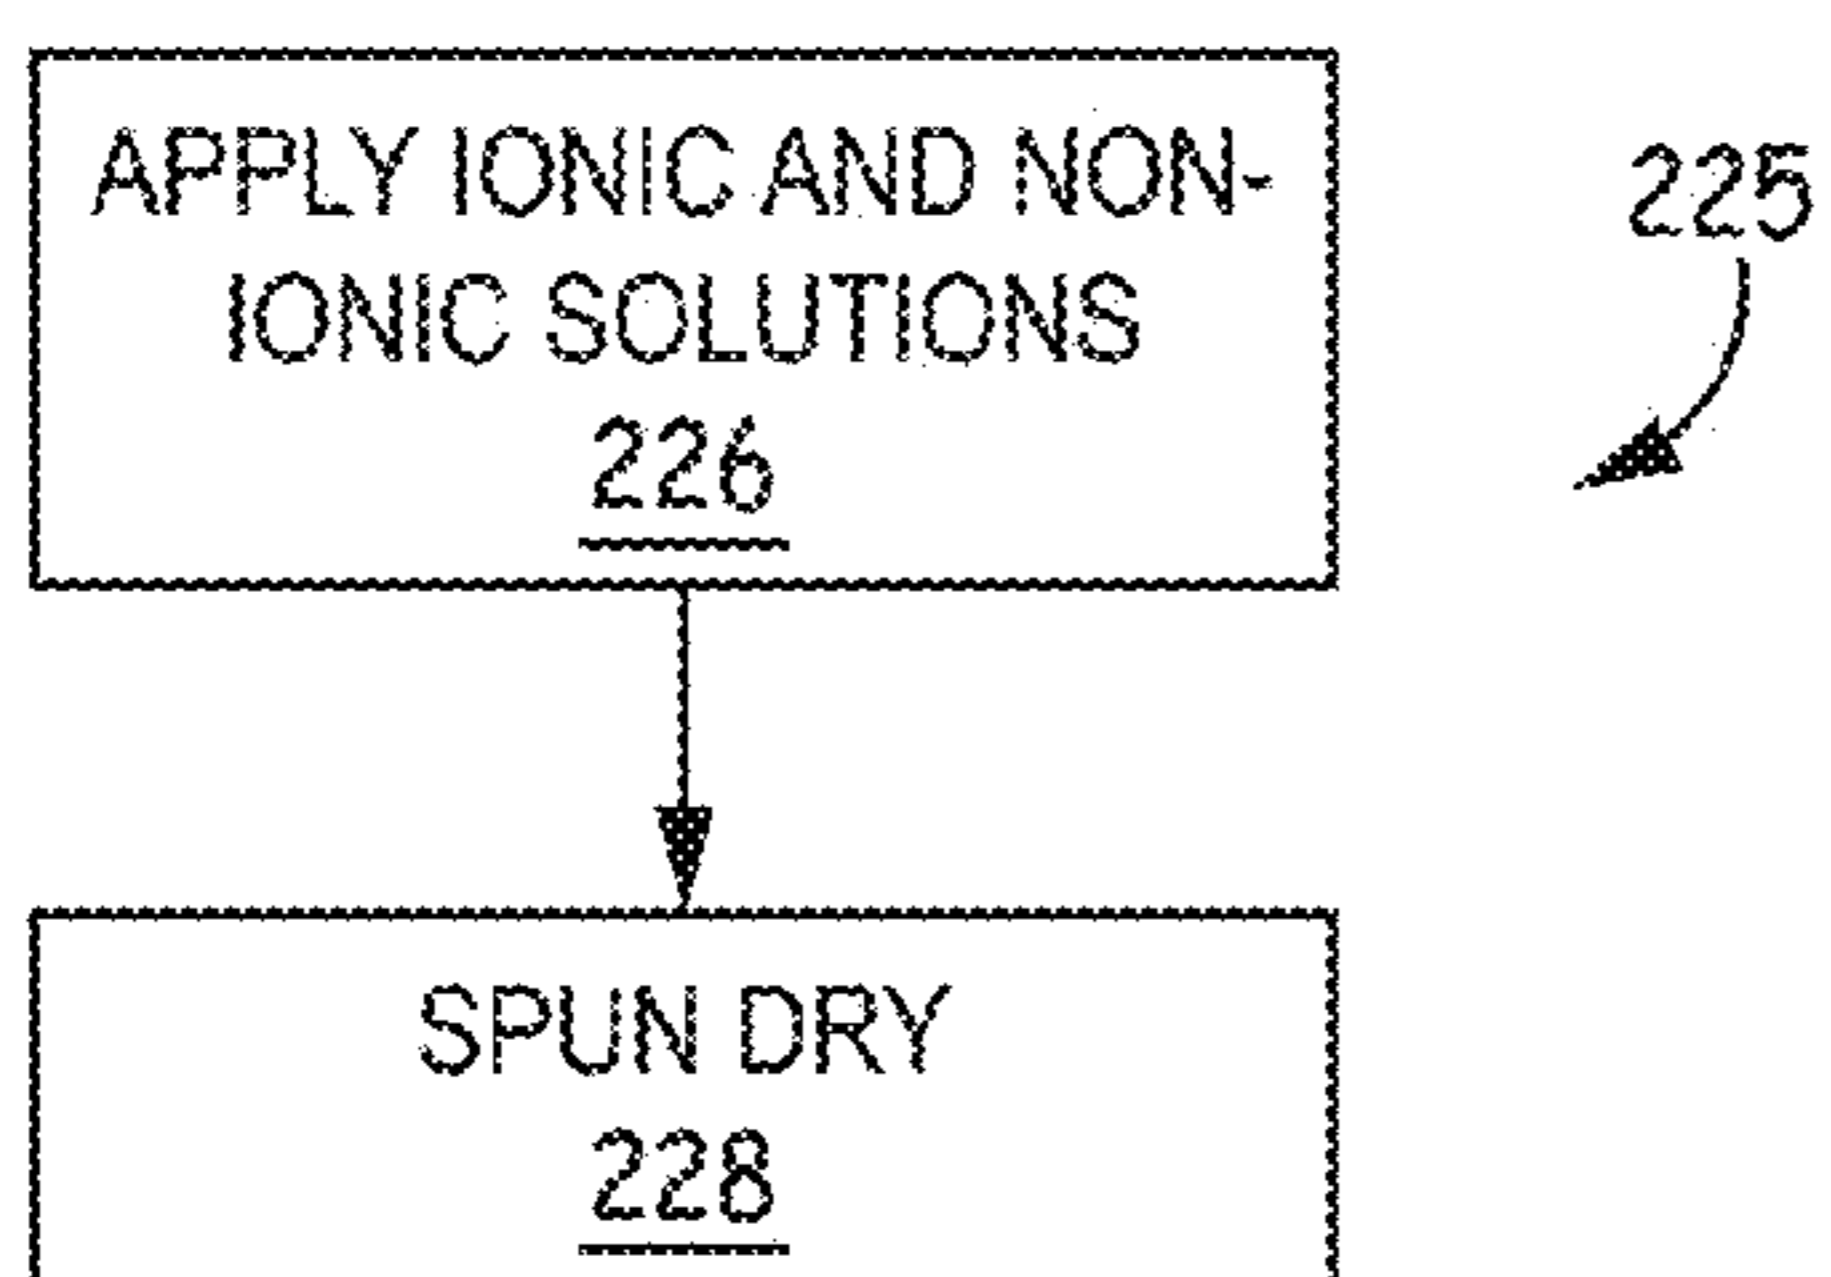 APPLY IONIC AND NON-
IONIC SOLUTIONS
226
225
SPUN DRY
228